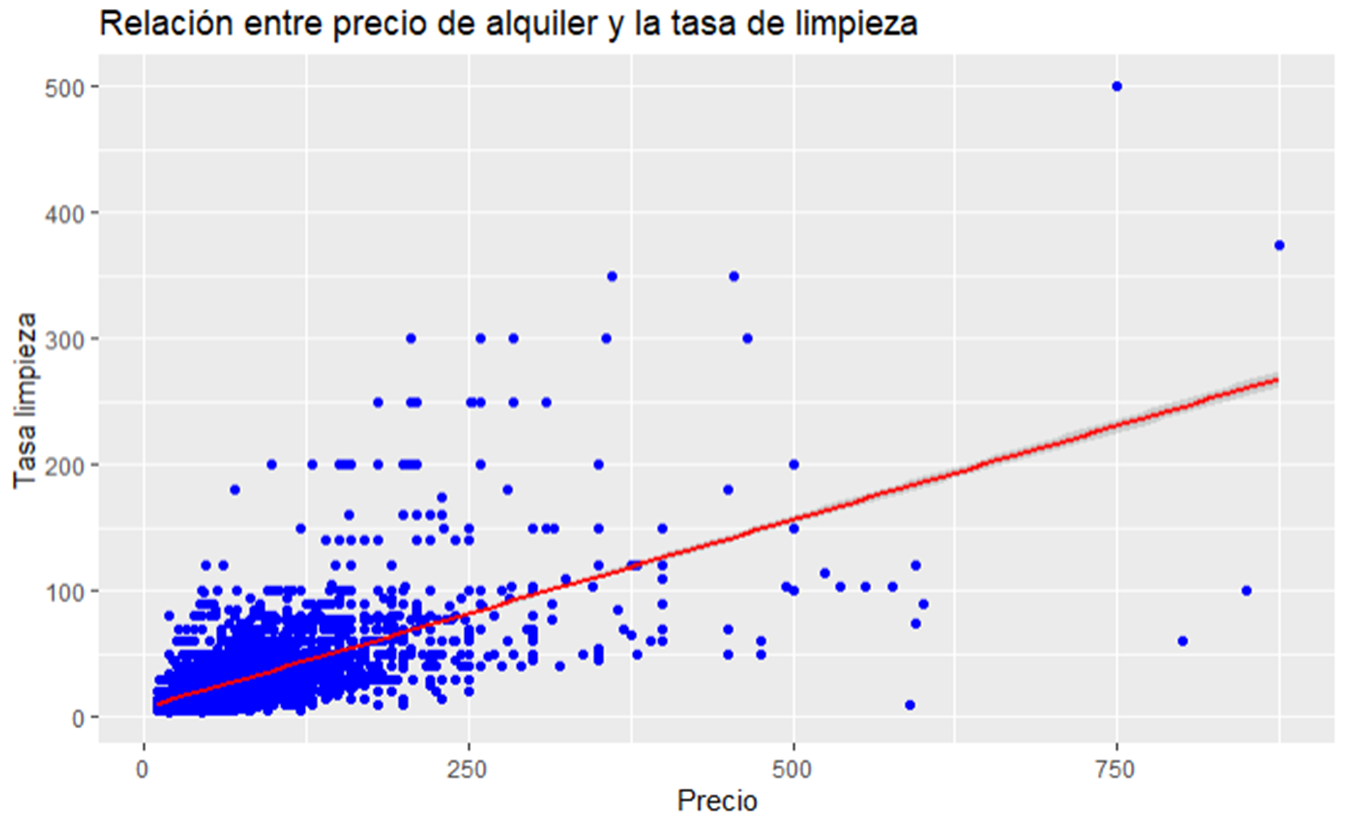 Relación entre precio de alquiler y la tasa de limpieza
500
400
300
200
100
0
Tasa limpieza
0 250 500 750
Precio